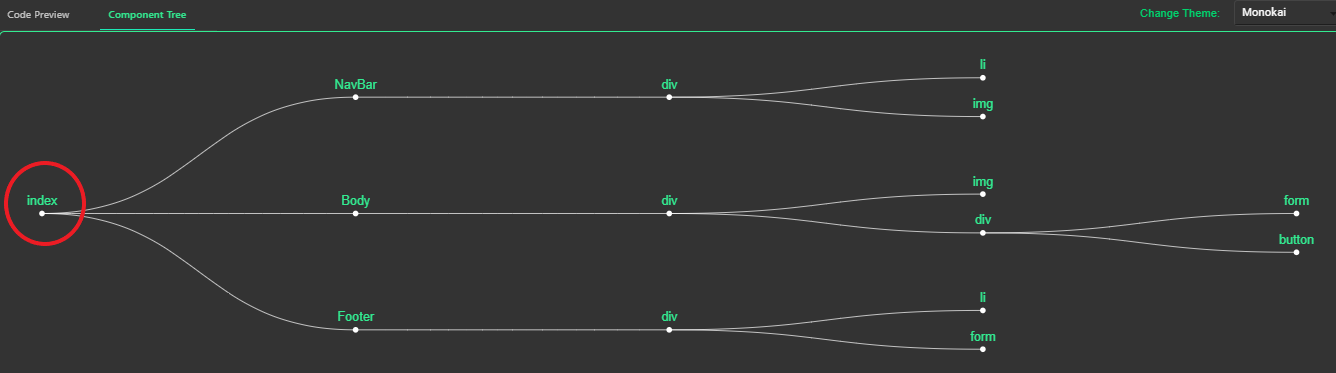 Code Preview
Component Tree
Change Theme:
Monokai
li
NavBar
div
img
img
index
Body
div
form
div
button
li
Footer
div
form